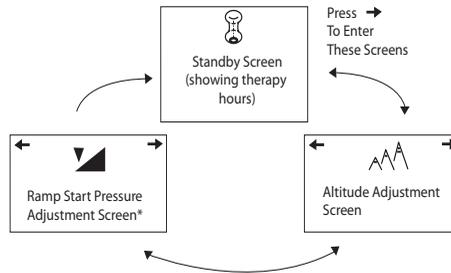 Standby Screen
(showing therapy
hours)
Press →
To Enter
These Screens
Ramp Start Pressure
Adjustment Screen*
Altitude Adjustment
Screen